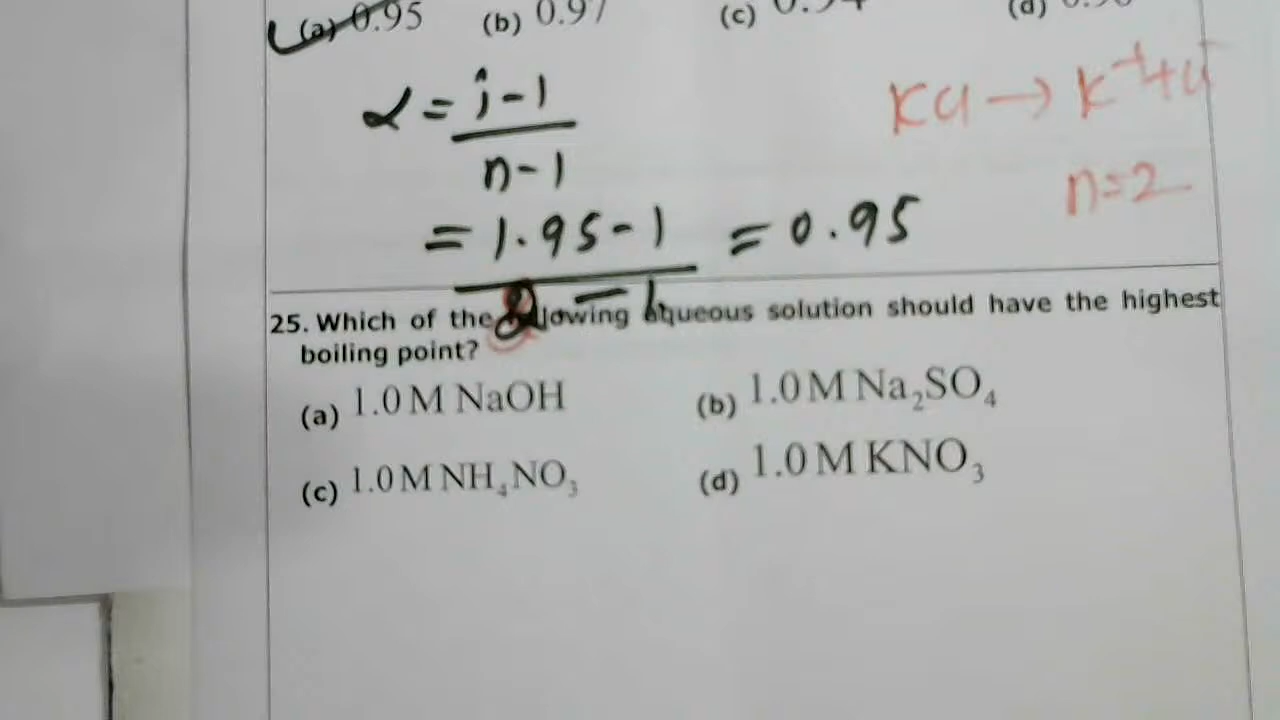 (a) 0.95 (b) 0.97 (c) (d)
α = i - 1
n - 1
KCl → K⁺ + Cl⁻
n = 2
= 1.95 - 1 = 0.95
2 - 1
25. Which of the following aqueous solution should have the highest
boiling point?
(a) 1.0 M NaOH (b) 1.0 M Na₂SO₄
(c) 1.0 M NH₄NO₃ (d) 1.0 M KNO₃